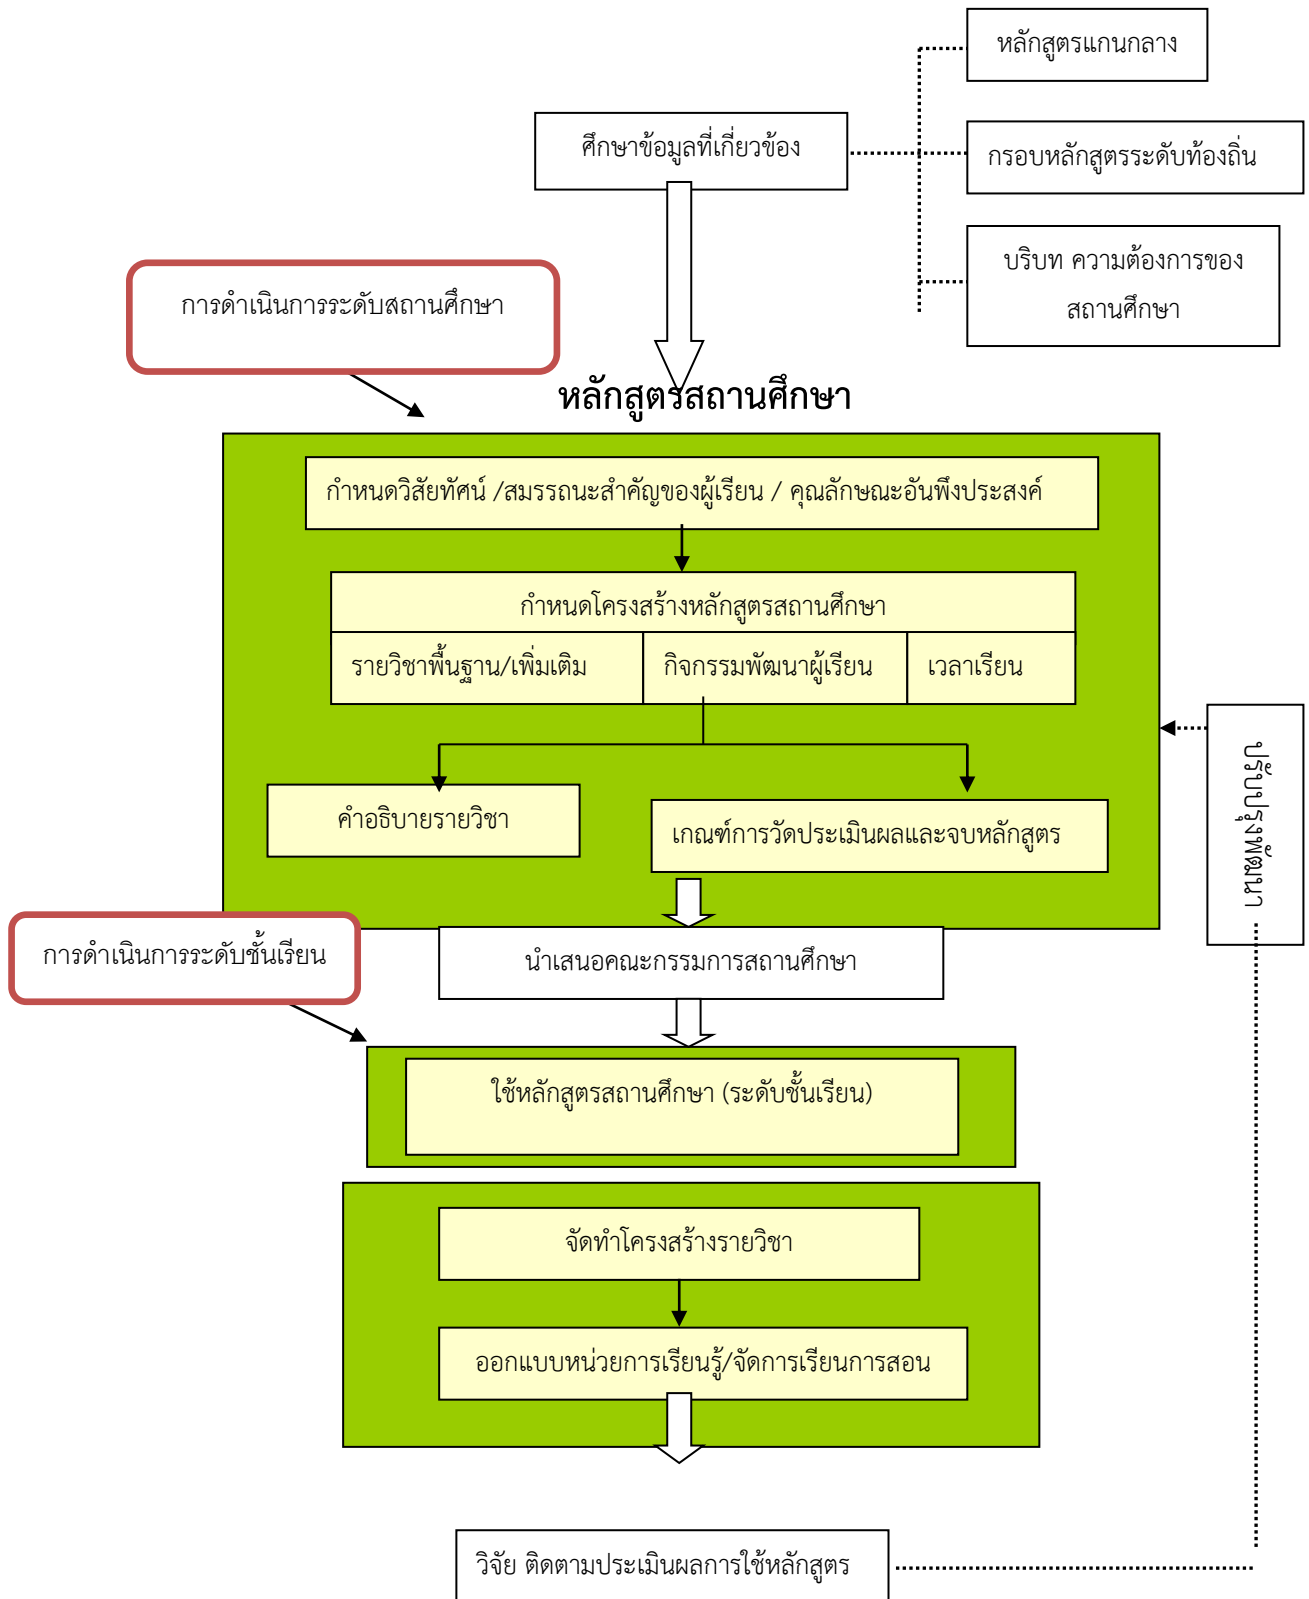 หลักสูตรแกนกลาง
ศึกษาข้อมูลที่เกี่ยวข้อง
กรอบหลักสูตรระดับท้องถิ่น
บริบท ความต้องการของ
สถานศึกษา
การดำเนินการระดับสถานศึกษา
หลักสูตรสถานศึกษา
กำหนดวิสัยทัศน์ /สมรรถนะสำคัญของผู้เรียน / คุณลักษณะอันพึงประสงค์
กำหนดโครงสร้างหลักสูตรสถานศึกษา
รายวิชาพื้นฐาน/เพิ่มเติม
กิจกรรมพัฒนาผู้เรียน
เวลาเรียน
ปรับปรุงพัฒนา
คำอธิบายรายวิชา
เกณฑ์การวัดประเมินผลและจบหลักสูตร
การดำเนินการระดับชั้นเรียน
นำเสนอคณะกรรมการสถานศึกษา
ใช้หลักสูตรสถานศึกษา (ระดับชั้นเรียน)
จัดทำโครงสร้างรายวิชา
ออกแบบหน่วยการเรียนรู้/จัดการเรียนการสอน
วิจัย ติดตามประเมินผลการใช้หลักสูตร